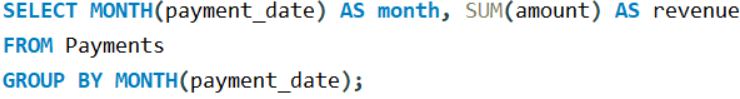 SELECT MONTH(payment_date) AS month, SUM(amount) AS revenue
FROM Payments
GROUP BY MONTH(payment_date);